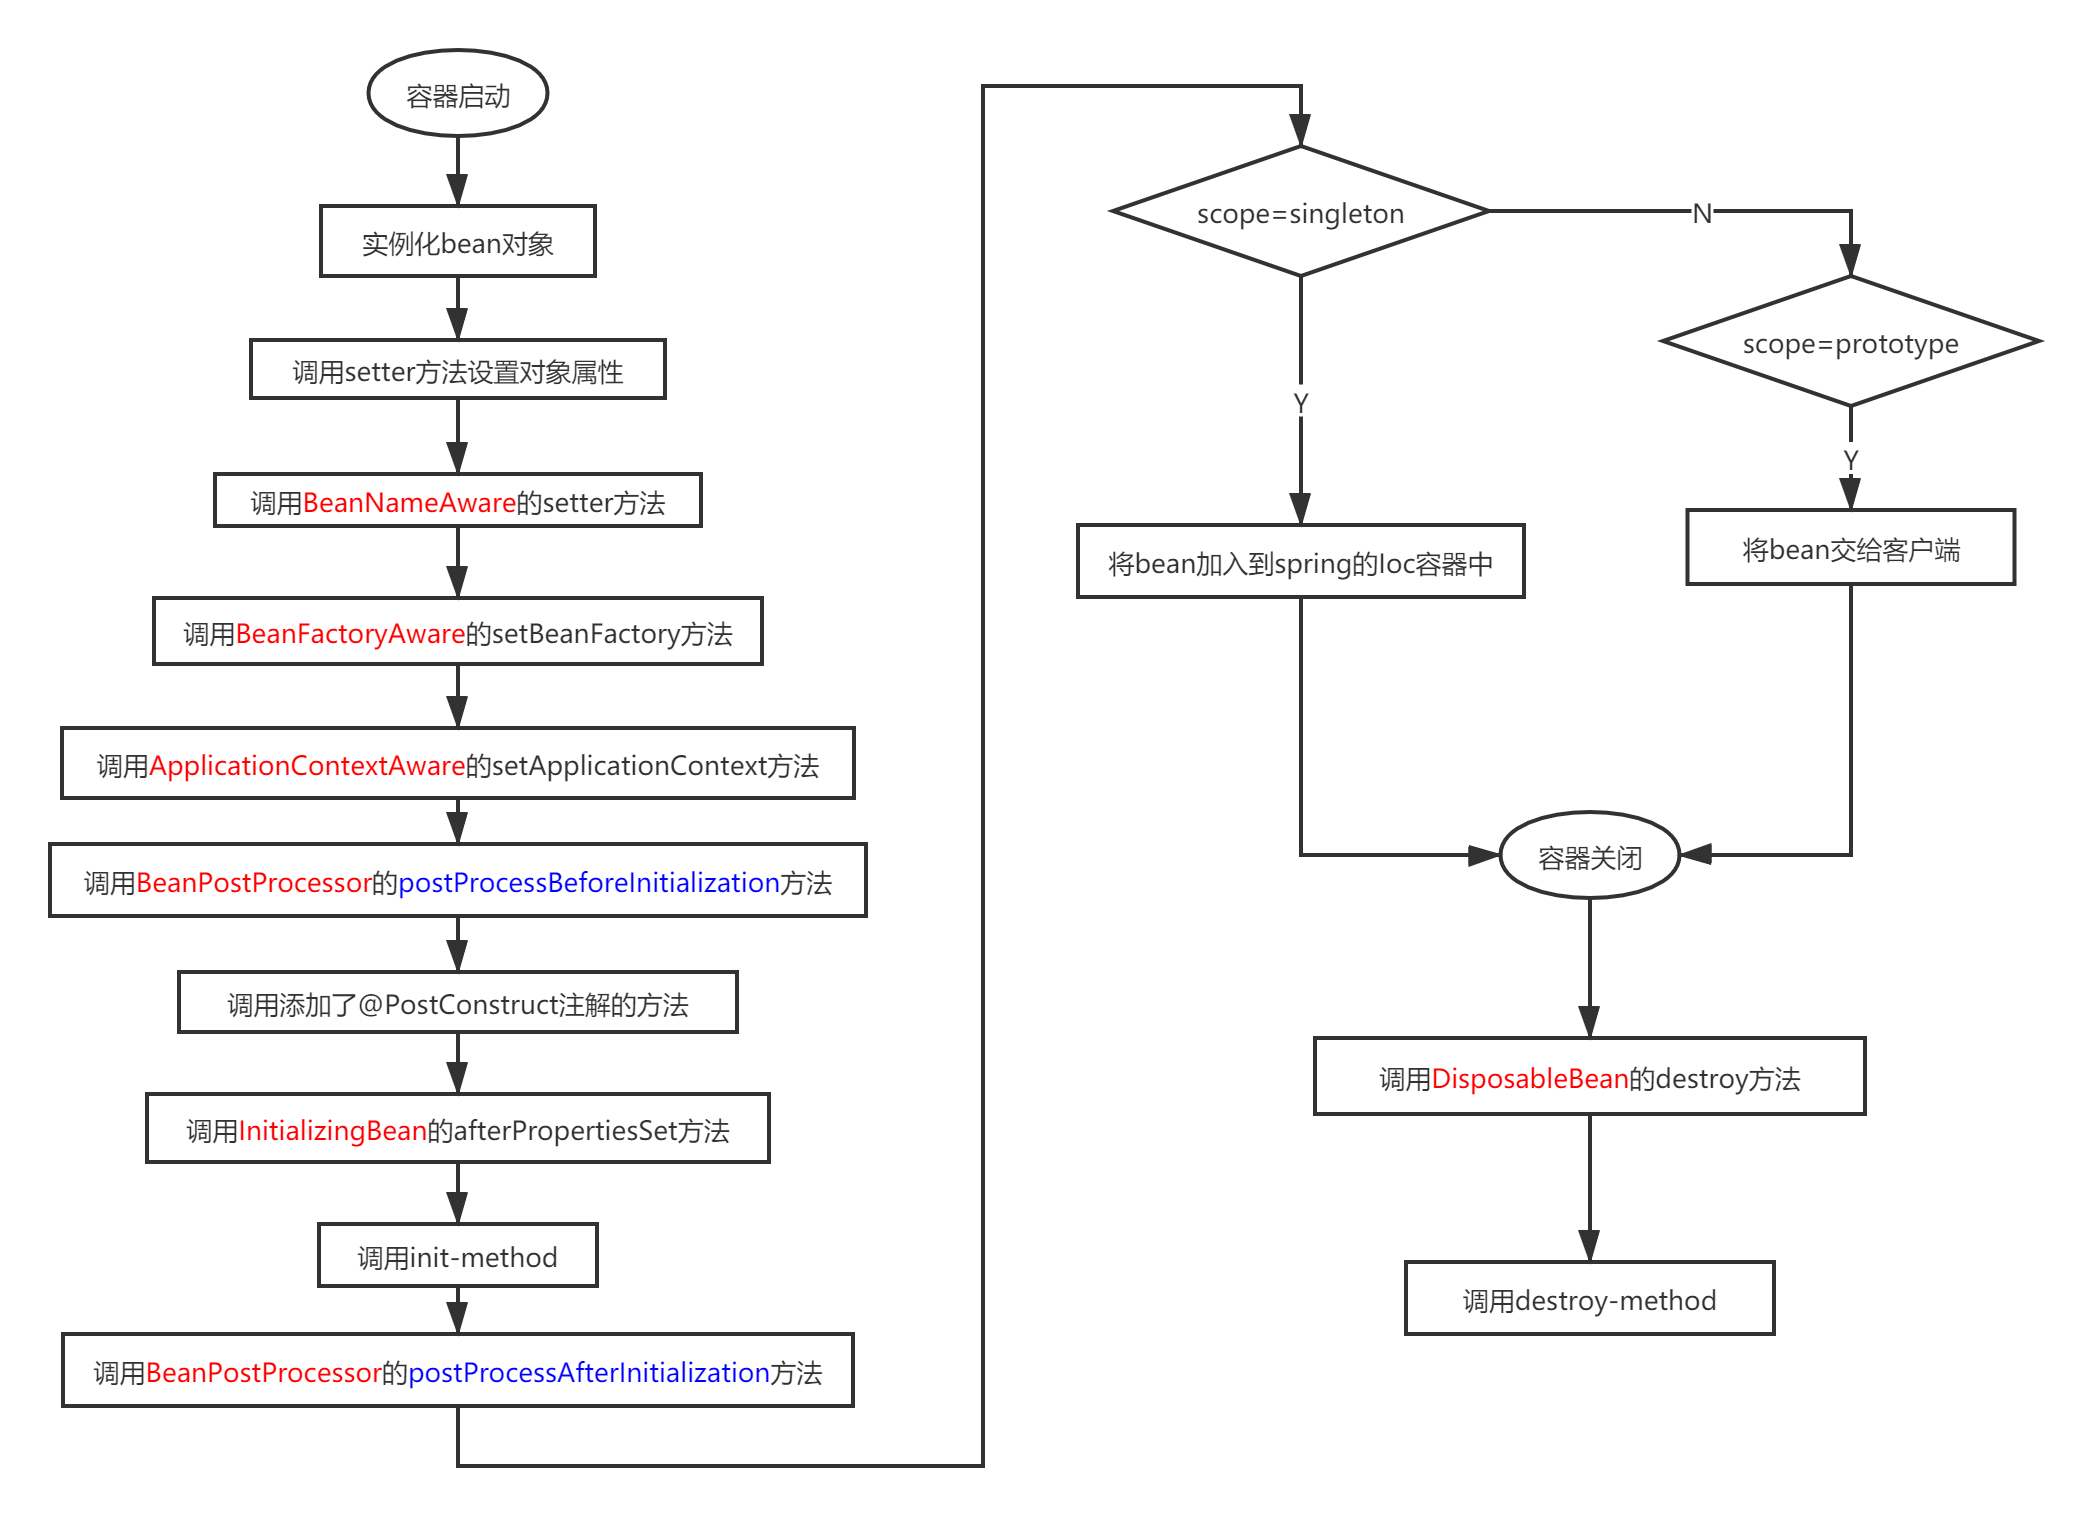 容器启动
实例化bean对象
调用setter方法设置对象属性
调用BeanNameAware的setter方法
调用BeanFactoryAware的setBeanFactory方法
调用ApplicationContextAware的setApplicationContext方法
调用BeanPostProcessor的postProcessBeforeInitialization方法
调用添加了@PostConstruct注解的方法
调用InitializingBean的afterPropertiesSet方法
调用init-method
调用BeanPostProcessor的postProcessAfterInitialization方法
scope=singleton
N
scope=prototype
Y
Y
将bean加入到spring的Ioc容器中
将bean交给客户端
容器关闭
调用DisposableBean的destroy方法
调用destroy-method